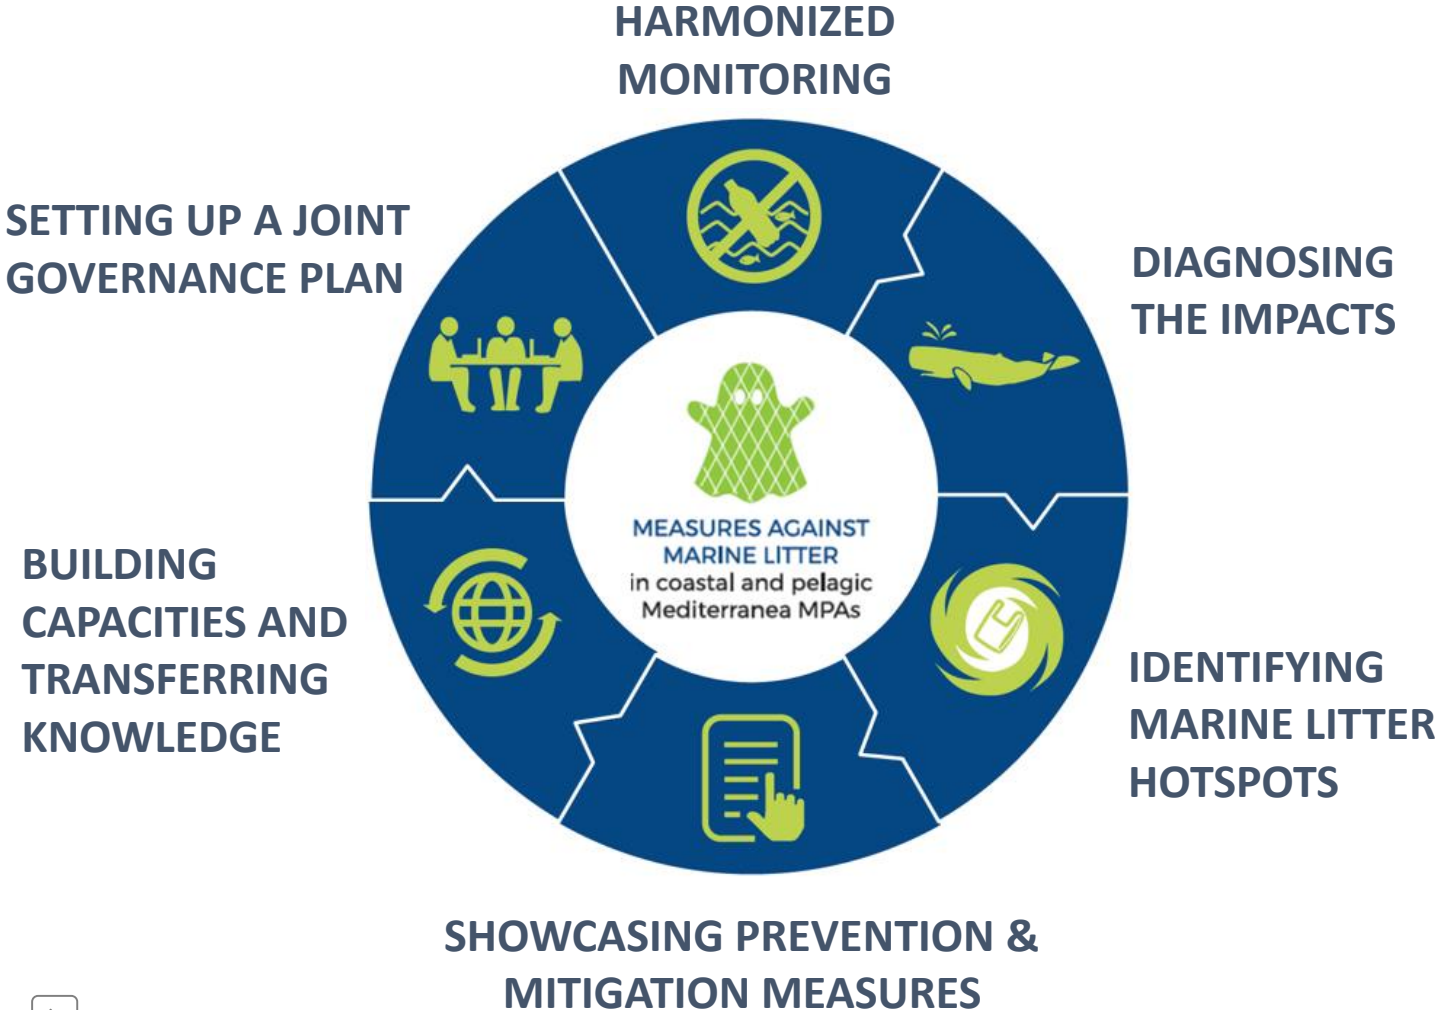 HARMONIZED
MONITORING
SETTING UP A JOINT
GOVERNANCE PLAN
DIAGNOSING
THE IMPACTS
MEASURES AGAINST
MARINE LITTER
in coastal and pelagic
Mediterranea MPAs
BUILDING
CAPACITIES AND
TRANSFERRING
KNOWLEDGE
IDENTIFYING
MARINE LITTER
HOTSPOTS
SHOWCASING PREVENTION &
MITIGATION MEASURES